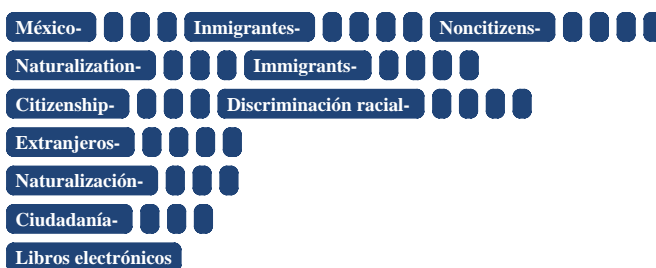 México- Inmigrantes- Noncitizens-
Naturalization- Immigrants-
Citizenship- Discriminación racial-
Extranjeros-
Naturalización-
Ciudadanía-
Libros electrónicos